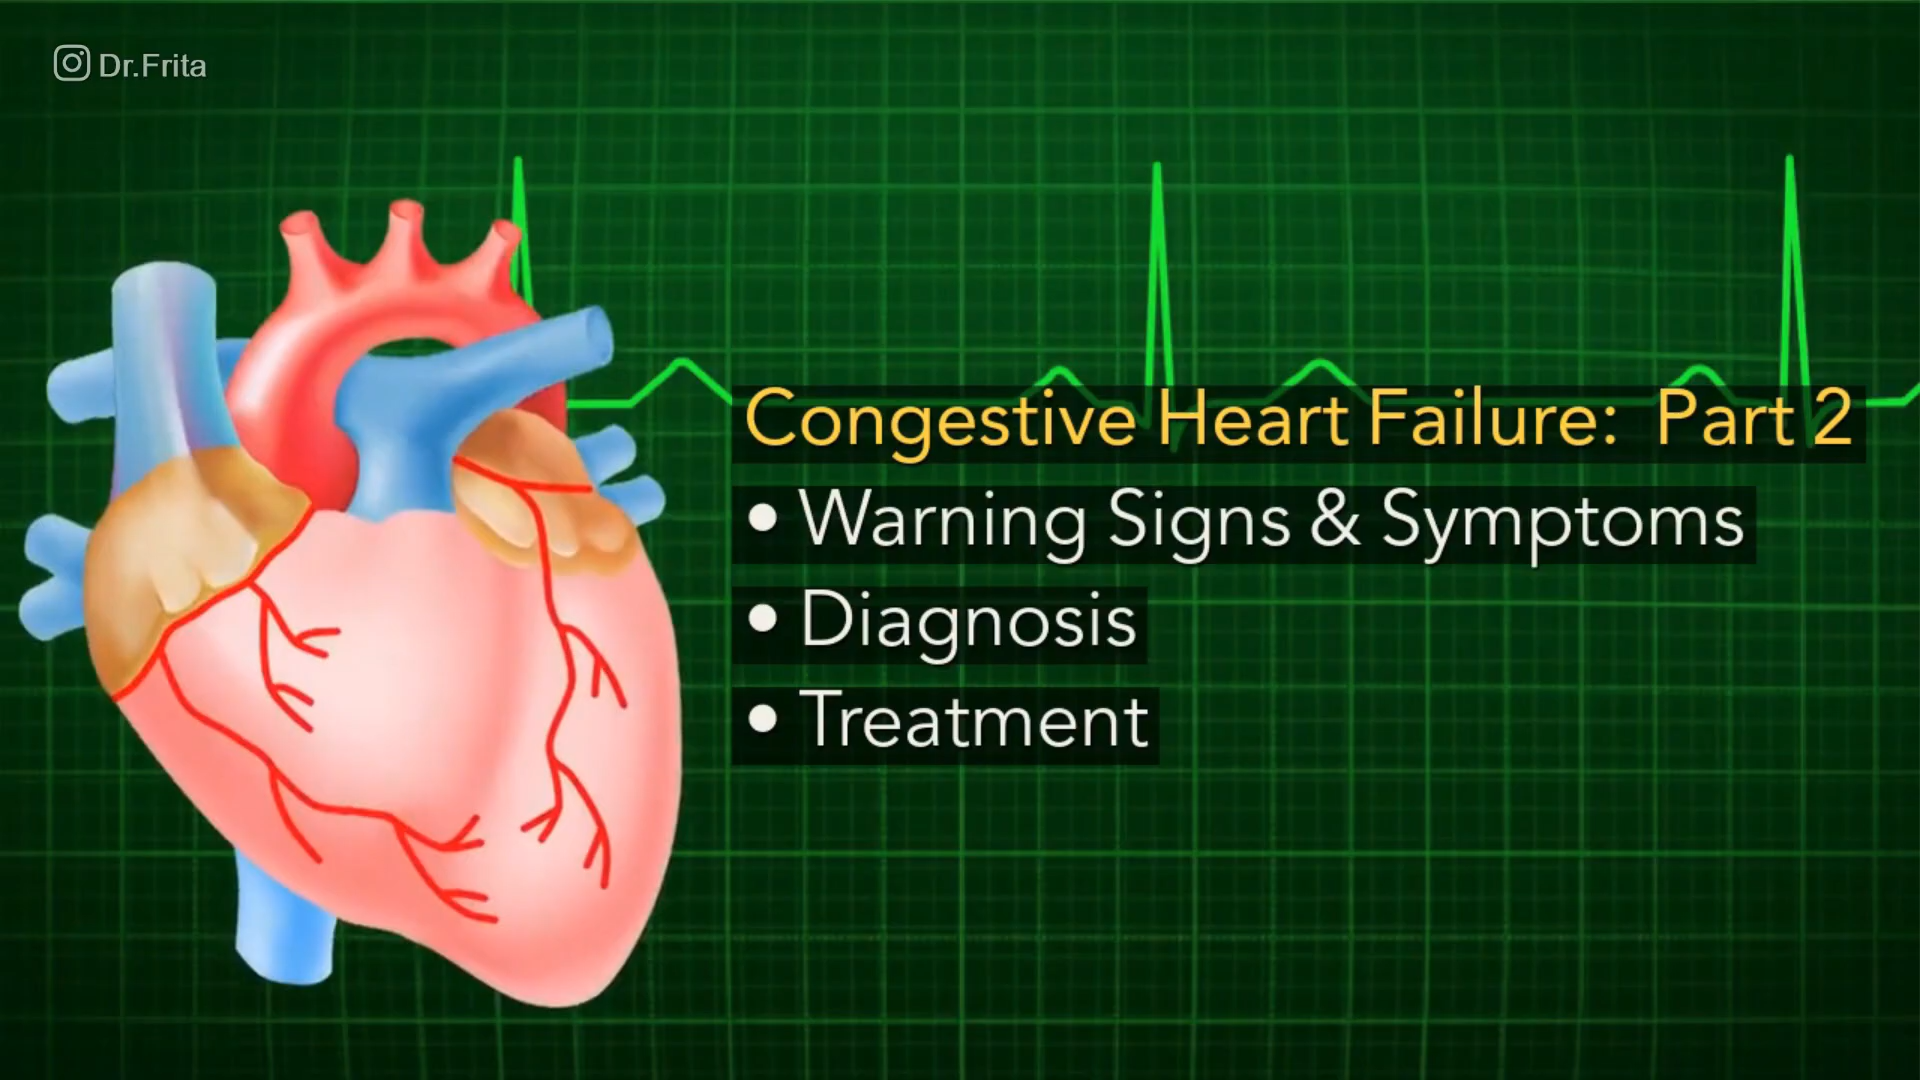 Dr.Frita
Congestive Heart Failure: Part 2
• Warning Signs & Symptoms
• Diagnosis
• Treatment